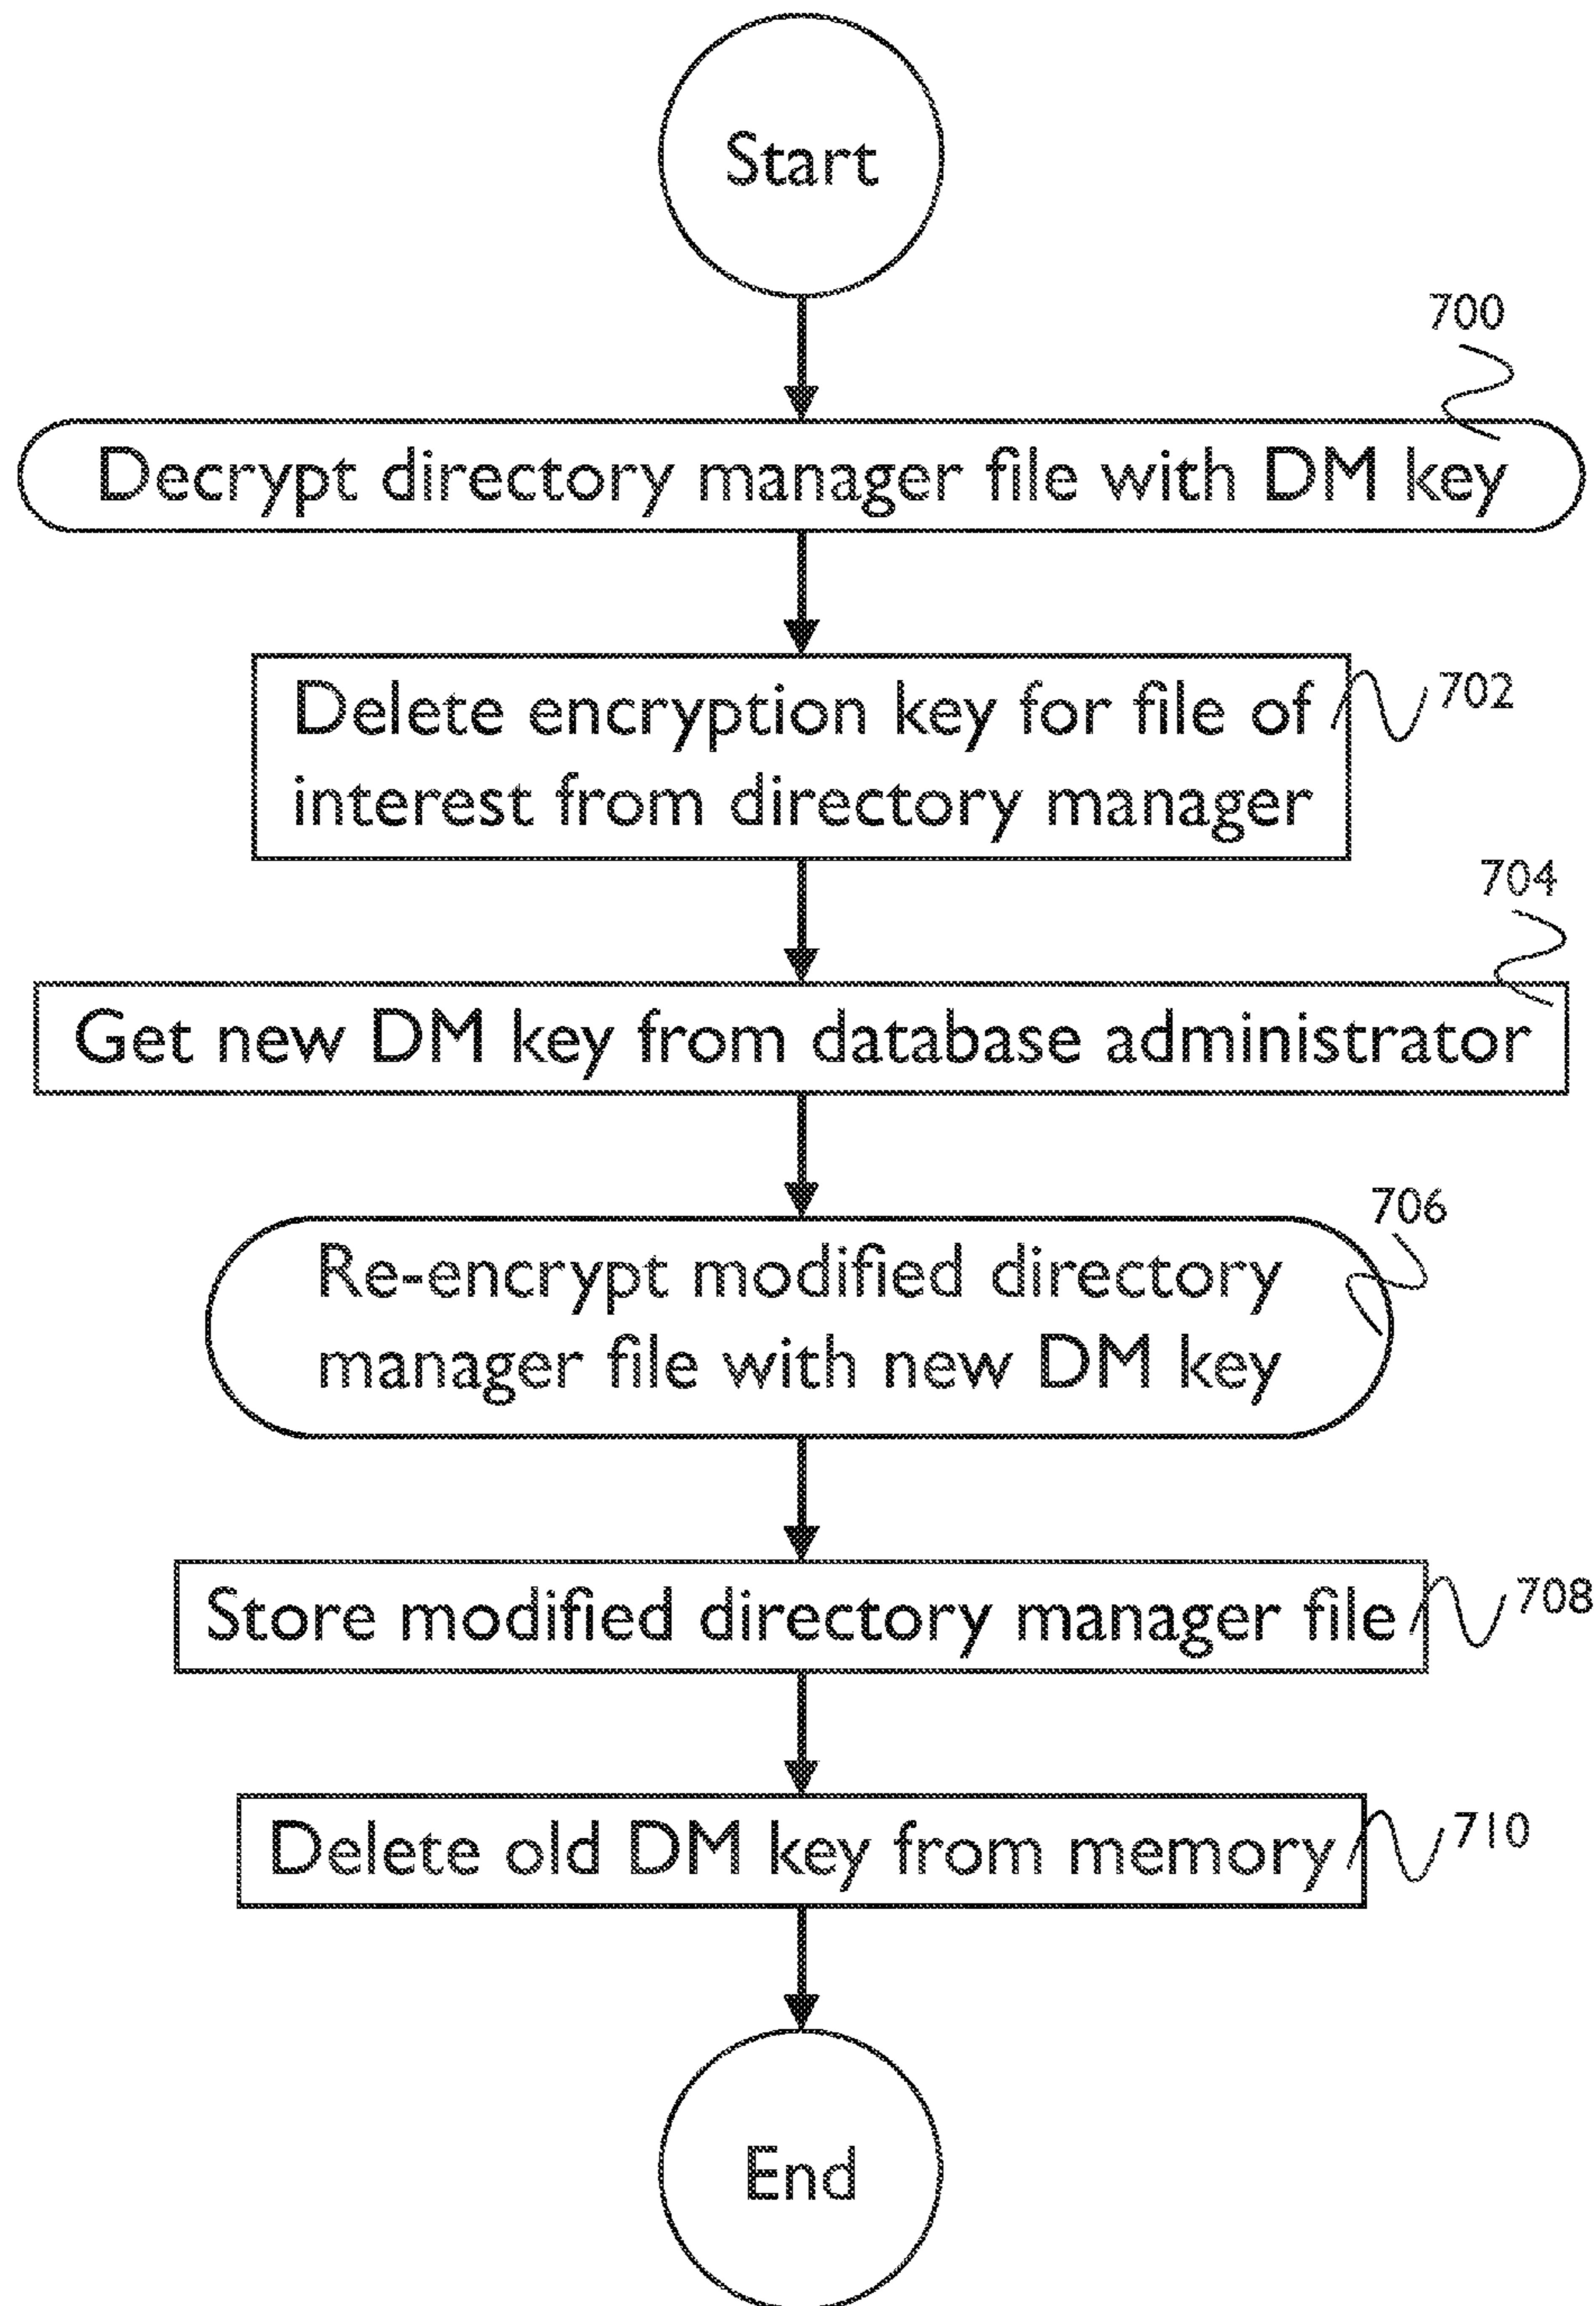 Start
700
Decrypt directory manager file with DM key
Delete encryption key for file of
702
interest from directory manager
704
Get new DM key from database administrator
706
Re-encrypt modified directory
manager file with new DM key
Store modified directory manager file
708
Delete old DM key from memory
710
End